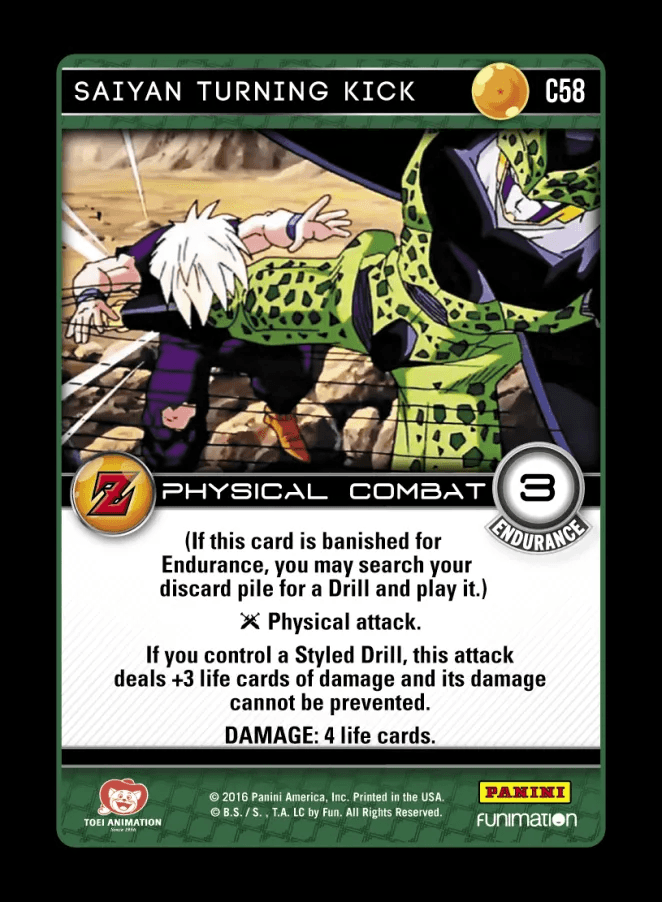 SAIYAN TURNING KICK
C58
Z
PHYSICAL COMBAT
3
ENDURANCE
(If this card is banished for
Endurance, you may search your
discard pile for a Drill and play it.)
Physical attack.
If you control a Styled Drill, this attack
deals +3 life cards of damage and its damage
cannot be prevented.
DAMAGE: 4 life cards.
TOEI ANIMATION
Since 1956
© 2016 Panini America, Inc. Printed in the USA.
© B.S. / S. , T.A. LC by Fun. All Rights Reserved.
PANINI
FUNIMATION